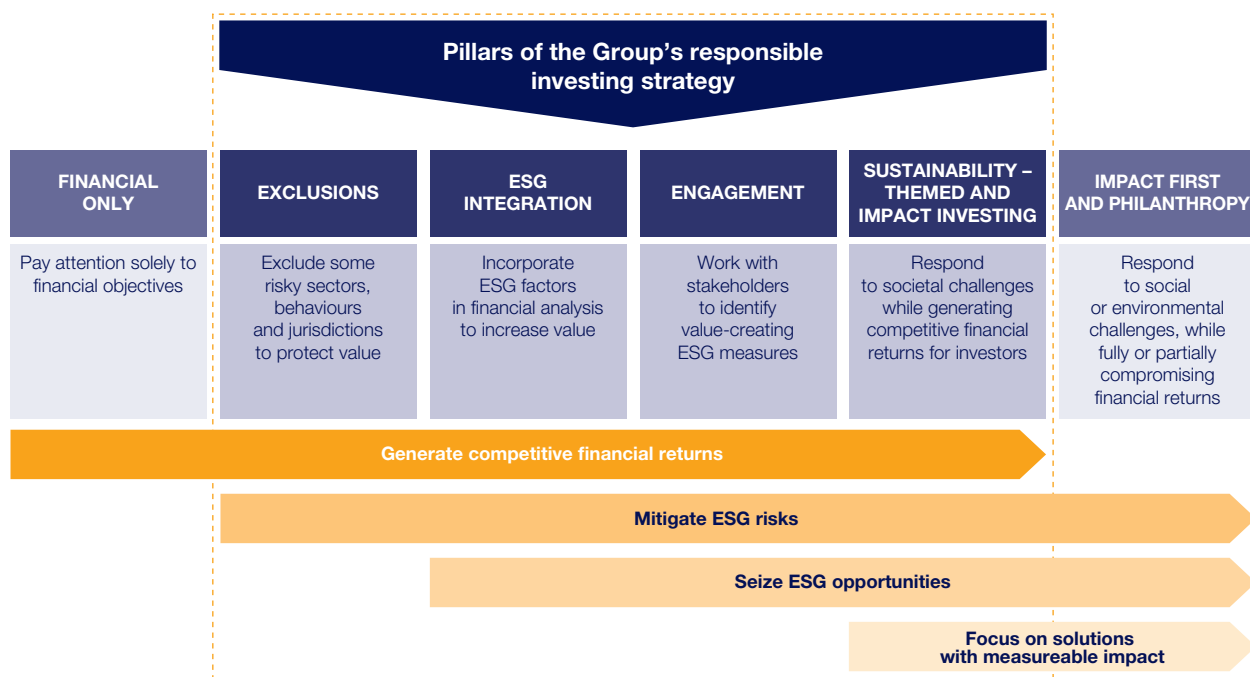 Pillars of the Group’s responsible
investing strategy
FINANCIAL
ONLY
Pay attention solely to
financial objectives
EXCLUSIONS
Exclude some
risky sectors,
behaviours
and jurisdictions
to protect value
ESG
INTEGRATION
Incorporate
ESG factors
in financial analysis
to increase value
ENGAGEMENT
Work with
stakeholders
to identify
value-creating
ESG measures
SUSTAINABILITY –
THEMED AND
IMPACT INVESTING
Respond
to societal challenges
while generating
competitive financial
returns for investors
IMPACT FIRST
AND PHILANTHROPY
Respond
to social
or environmental
challenges, while
fully or partially
compromising
financial returns
Generate competitive financial returns
Mitigate ESG risks
Seize ESG opportunities
Focus on solutions
with measureable impact